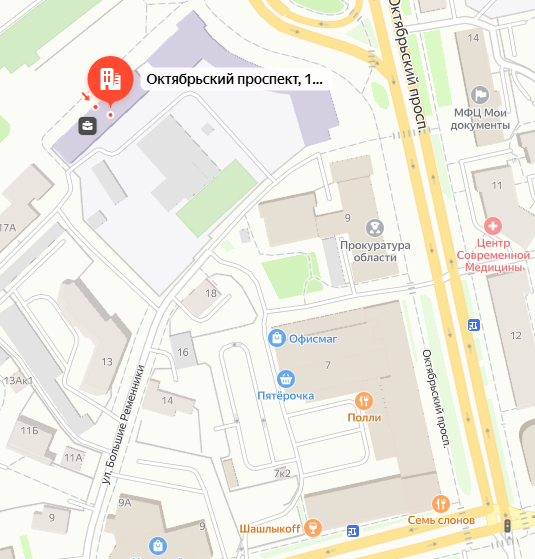 Октябрьский просп.
14
МФЦ Мои
документы
Октябрьский проспект, 1...
17А
11
9
Прокуратура
области
Центр
Современной
Медицины
18
12
Офисмаг
16
13
7
13Ак1
Пятёрочка
Октябрьский просп.
Полли
14
ул. Большие Ременники
11Б
11А
7к2
9А
9
Шашлыкоff
Семь слонов